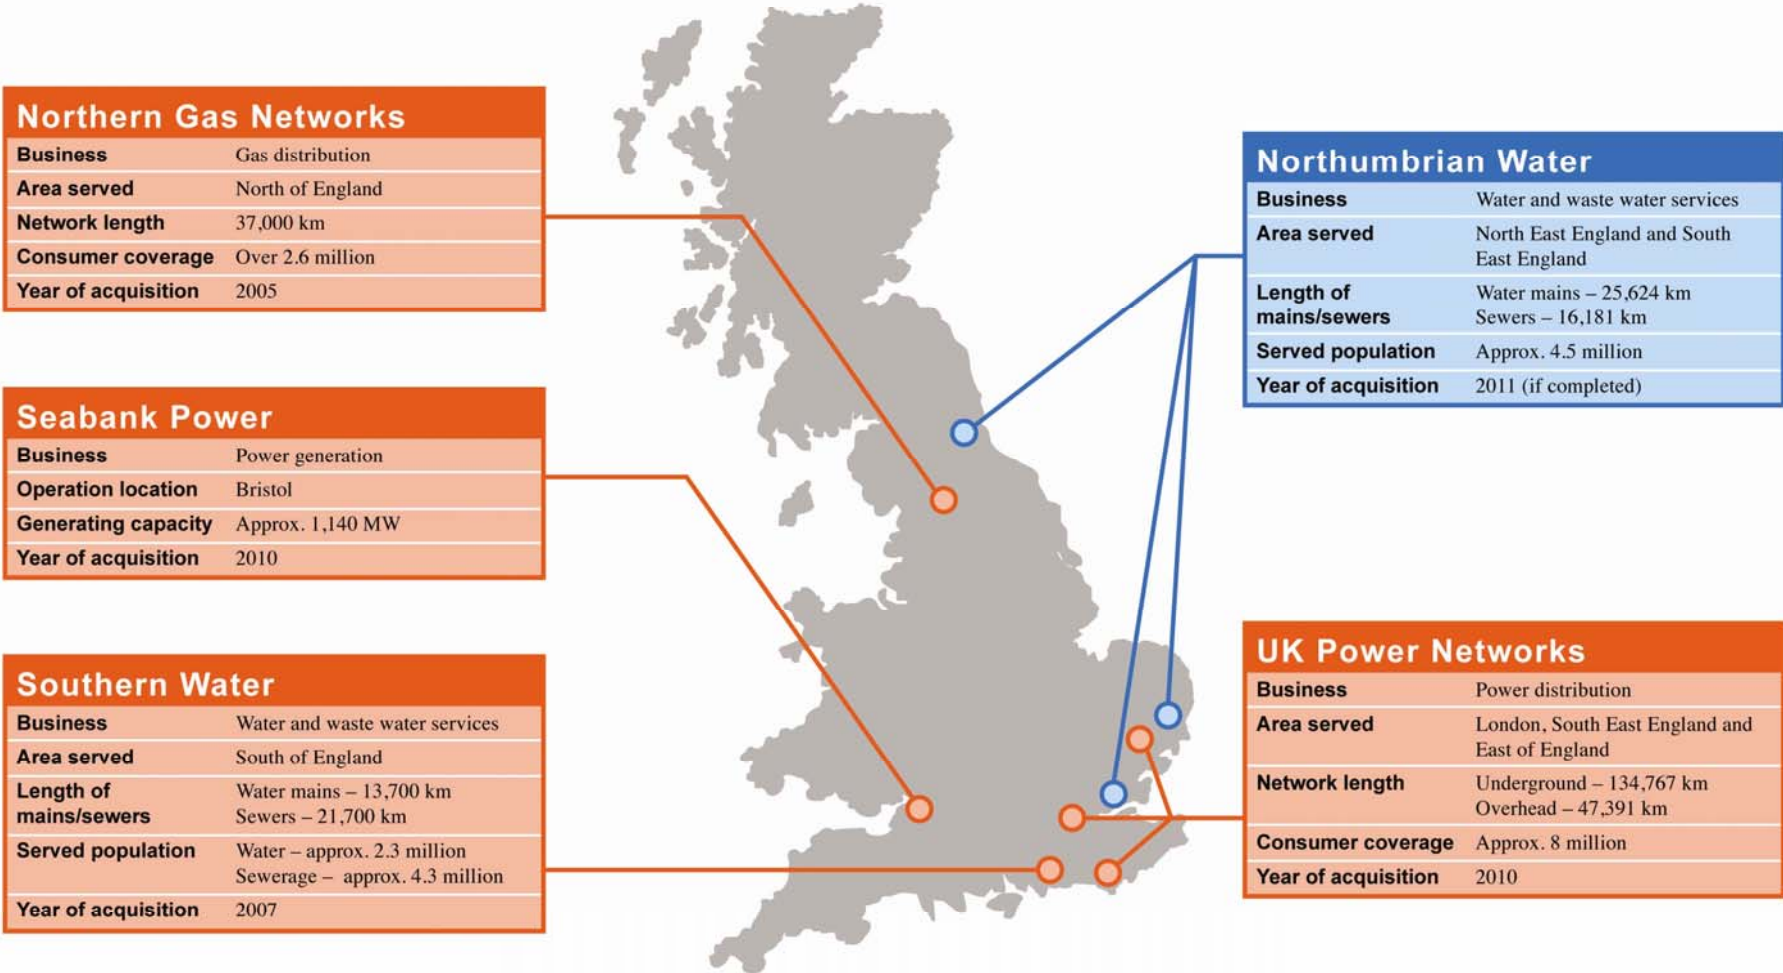 Northern Gas Networks
Business Gas distribution
Area served North of England
Network length 37,000 km
Consumer coverage Over 2.6 million
Year of acquisition 2005
Seabank Power
Business Power generation
Operation location Bristol
Generating capacity Approx. 1,140 MW
Year of acquisition 2010
Southern Water
Business Water and waste water services
Area served South of England
Length of Water mains – 13,700 km
mains/sewers Sewers – 21,700 km
Served population Water – approx. 2.3 million
Sewerage – approx. 4.3 million
Year of acquisition 2007
Northumbrian Water
Business Water and waste water services
Area served North East England and South
East England
Length of Water mains – 25,624 km
mains/sewers Sewers – 16,181 km
Served population Approx. 4.5 million
Year of acquisition 2011 (if completed)
UK Power Networks
Business Power distribution
Area served London, South East England and
East of England
Network length Underground – 134,767 km
Overhead – 47,391 km
Consumer coverage Approx. 8 million
Year of acquisition 2010